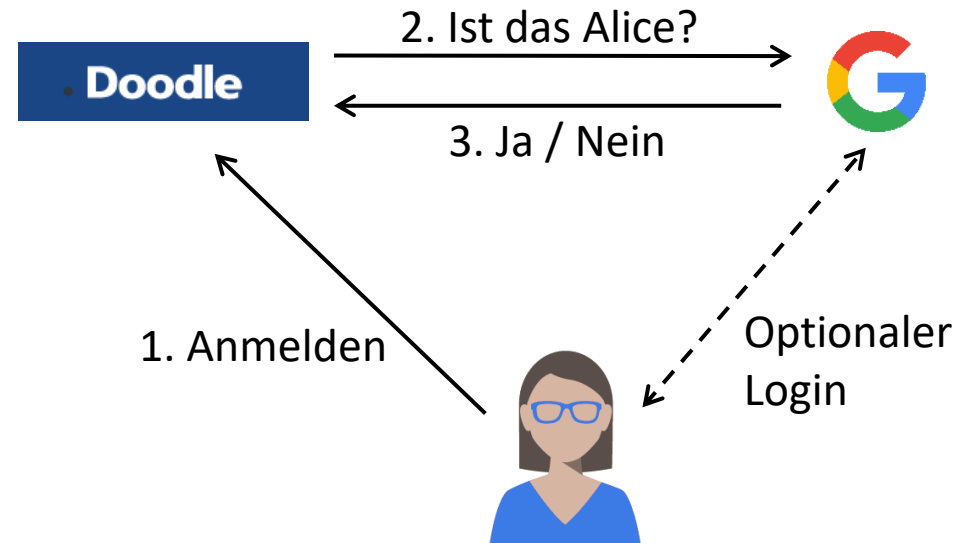 2. Ist das Alice?
Doodle
3. Ja / Nein
1. Anmelden
Optionaler
Login